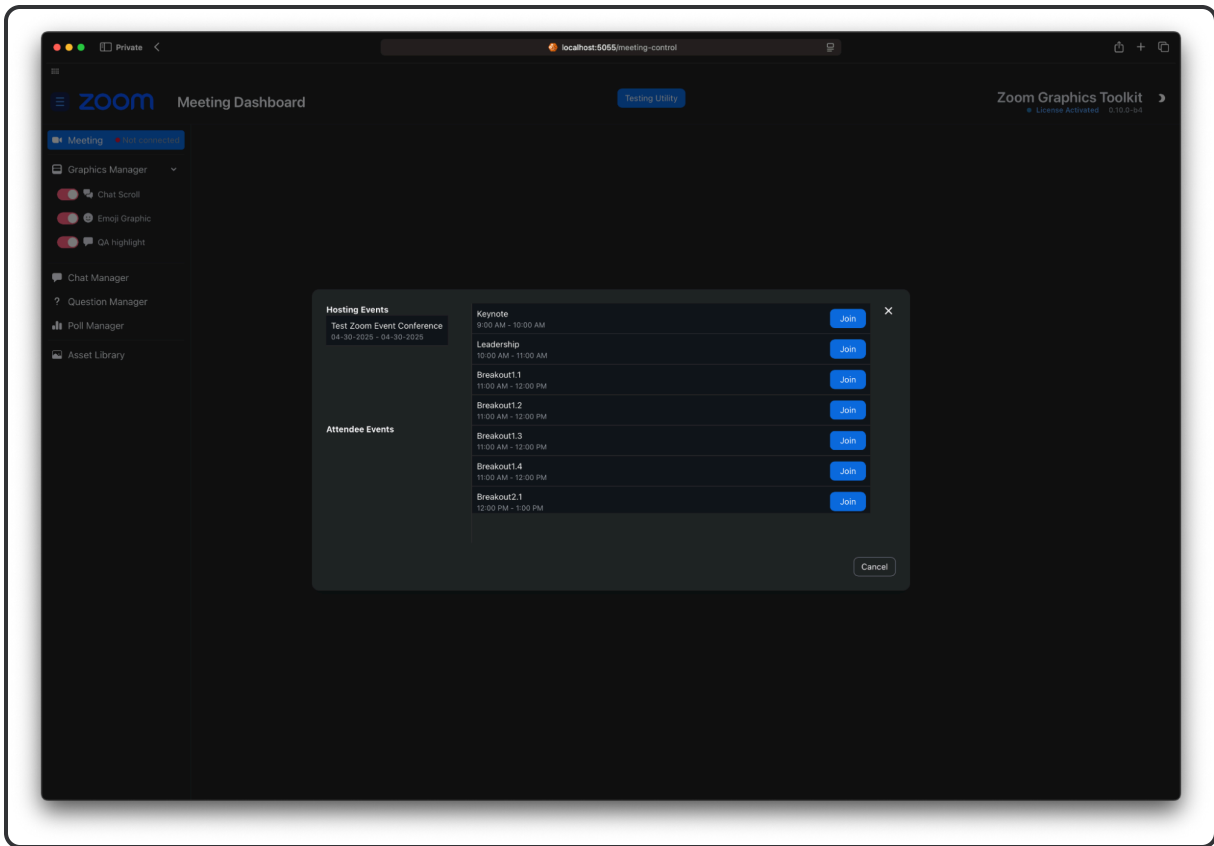 Private
localhost:5055/meeting-control
zoom
Meeting Dashboard
Testing Utility
Zoom Graphics Toolkit
License Activated 0.10.0-b4
Meeting
Not connected
Graphics Manager
Chat Scroll
Emoji Graphic
QA highlight
Chat Manager
? Question Manager
Poll Manager
Asset Library
Hosting Events
Test Zoom Event Conference
04-30-2025 - 04-30-2025
Attendee Events
Keynote
9:00 AM - 10:00 AM
Join
Leadership
10:00 AM - 11:00 AM
Join
Breakout1.1
11:00 AM - 12:00 PM
Join
Breakout1.2
11:00 AM - 12:00 PM
Join
Breakout1.3
11:00 AM - 12:00 PM
Join
Breakout1.4
11:00 AM - 12:00 PM
Join
Breakout2.1
12:00 PM - 1:00 PM
Join
Cancel